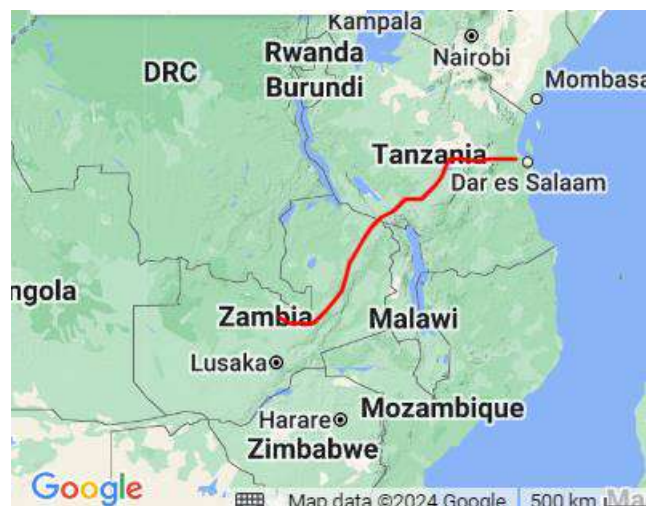 Kampala
Rwanda
Nairobi
DRC
Burundi
Mombasa
Tanzania
Dar es Salaam
ngola
Zambia
Malawi
Lusaka
Mozambique
Harare
Zimbabwe
Google
Map data ©2024 Google
500 km
Ma